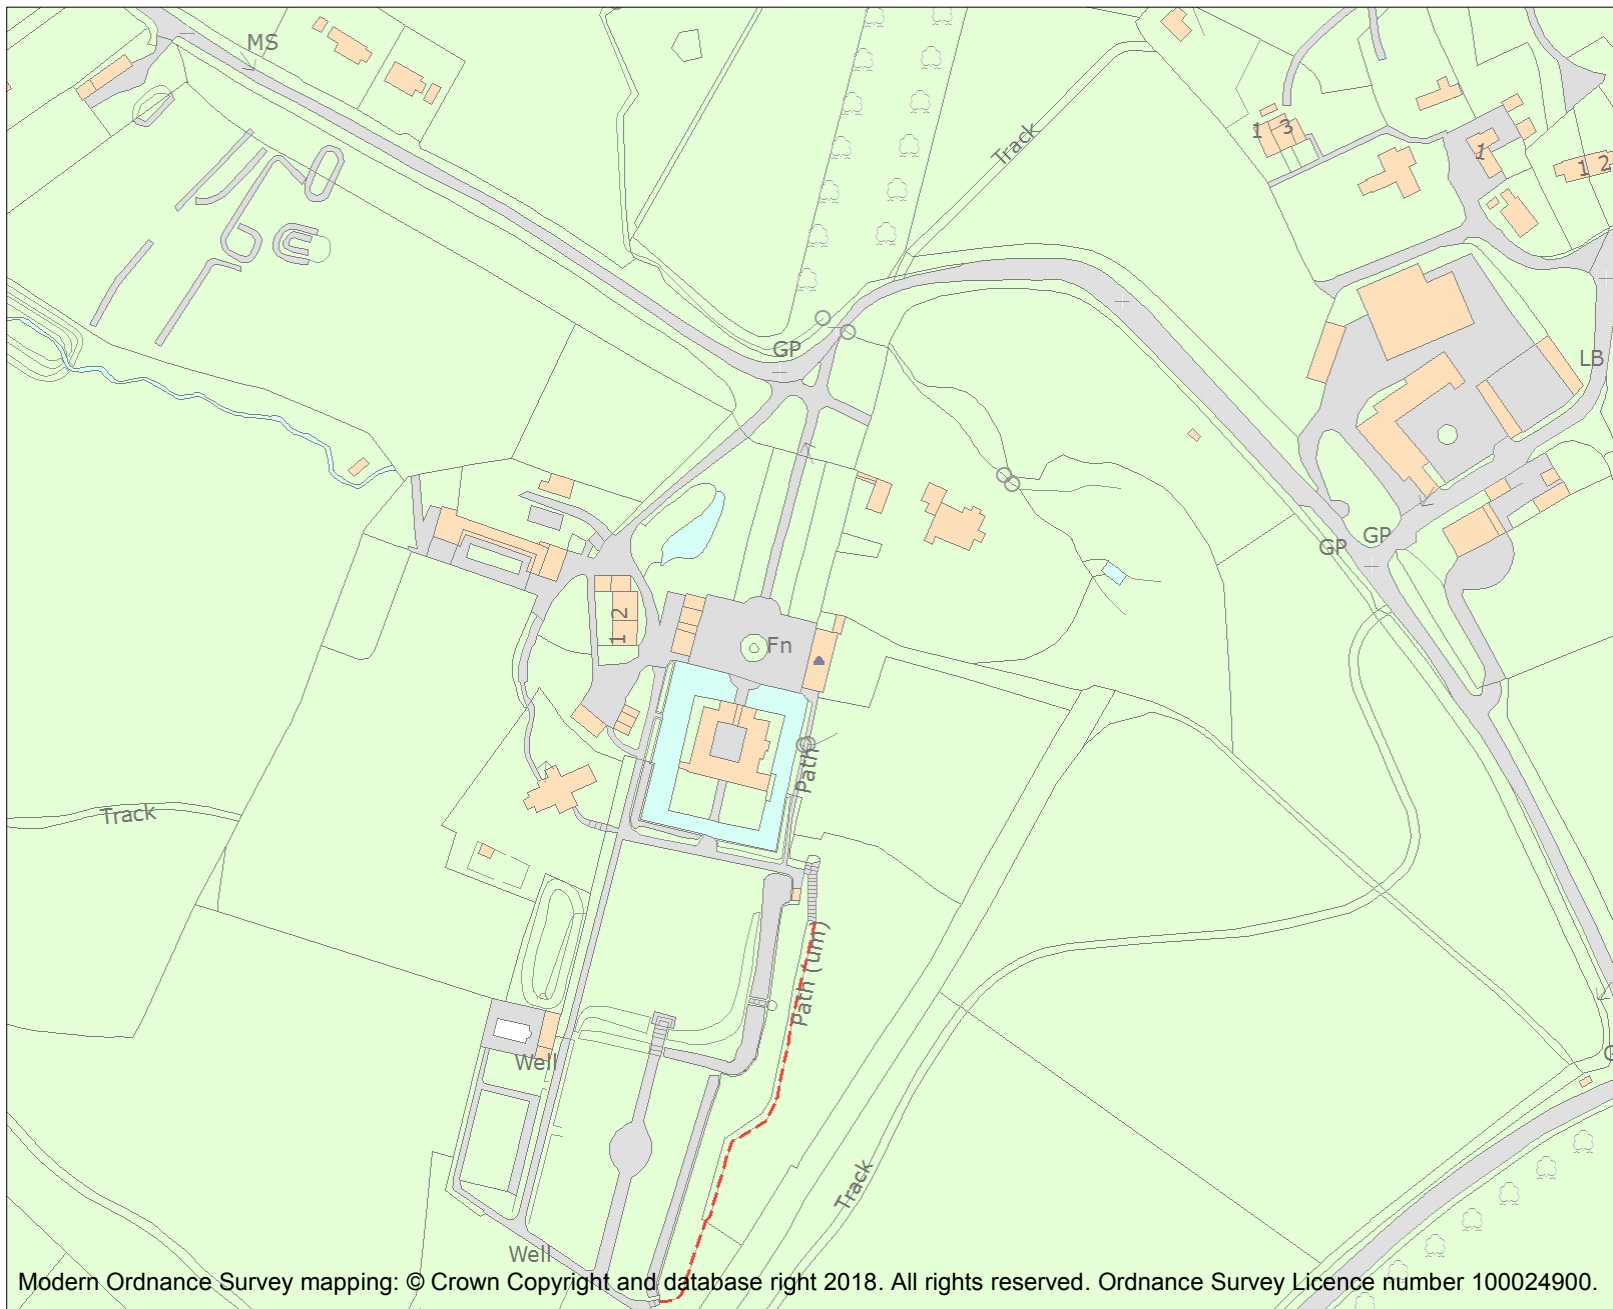 MS
Track
1 3
1
1 2
GP
LB
GP
GP
1 2
Fn
Path
Track
Path (um)
Well
Track
Well
Modern Ordnance Survey mapping: © Crown Copyright and database right 2018. All rights reserved. Ordnance Survey Licence number 100024900.